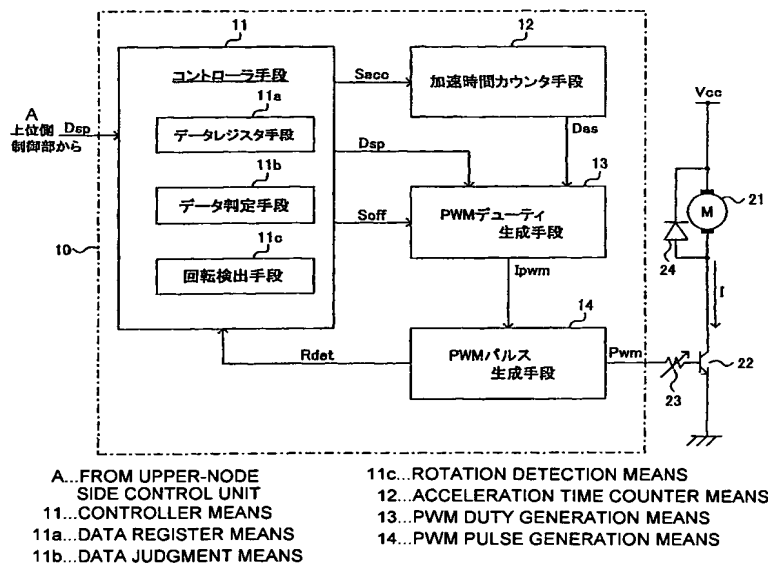 11
コントローラ手段
11a
データレジスタ手段
11b
データ判定手段
11c
回転検出手段
A
上位側
制御部から
Dsp
10
Sacc
Dsp
Soff
Rdet
12
加速時間カウンタ手段
Das
13
PWMデューティ
生成手段
Ipwm
14
PWMパルス
生成手段
Pwm
Vcc
M
21
24
I
22
23
A...FROM UPPER-NODE
SIDE CONTROL UNIT
11...CONTROLLER MEANS
11a...DATA REGISTER MEANS
11b...DATA JUDGMENT MEANS
11c...ROTATION DETECTION MEANS
12...ACCELERATION TIME COUNTER MEANS
13...PWM DUTY GENERATION MEANS
14...PWM PULSE GENERATION MEANS